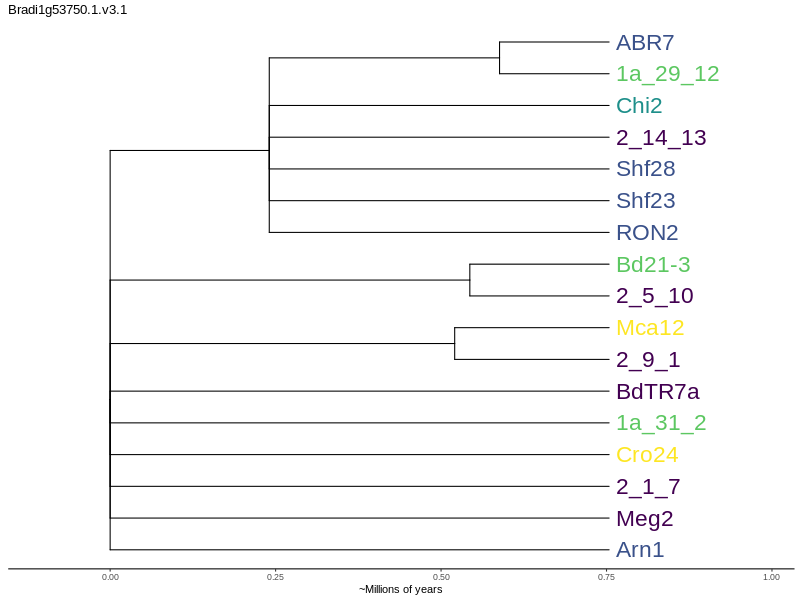 Bradi1g53750.1.v3.1
ABR7
1a_29_12
Chi2
2_14_13
Shf28
Shf23
RON2
Bd21-3
2_5_10
Mca12
2_9_1
BdTR7a
1a_31_2
Cro24
2_1_7
Meg2
Arn1
0.00 0.25 0.50 0.75 1.00
~Millions of years